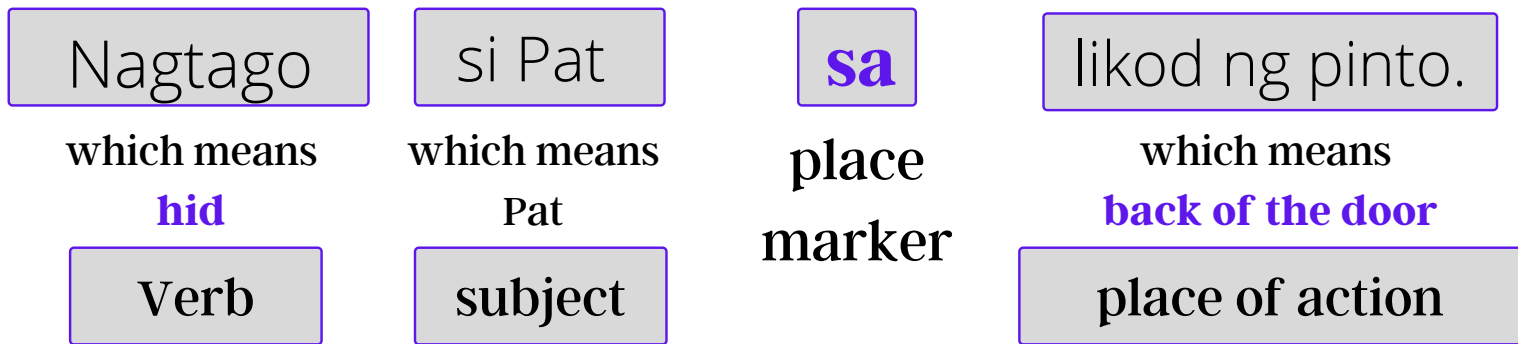 Nagtago si Pat sa likod ng pinto.
which means which means place which means
hid Pat marker back of the door
Verb subject place of action